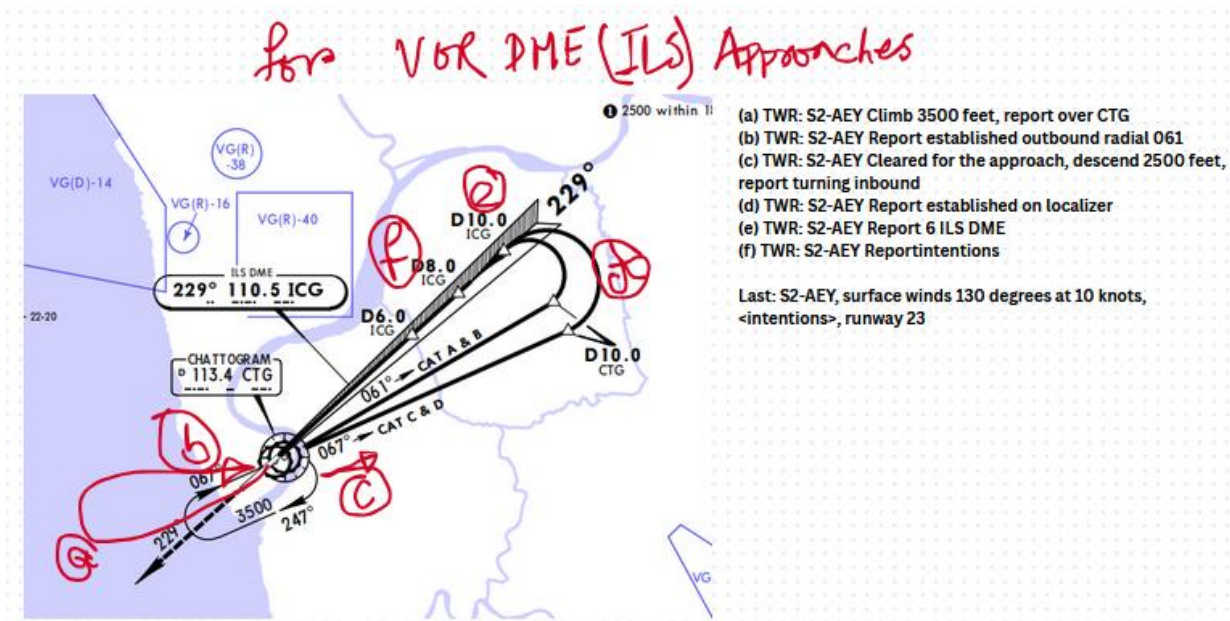 for VOR DME (ILS) Approaches
❶ 2500 within 1
VG(R)
-38
VG(D)-14
VG(R)-16
VG(R)-40
ILS DME
229° 110.5 ICG
22-20
CHATTOGRAM
D 113.4 CTG
e
D10.0
ICG
229°
f
D8.0
ICG
d
D6.0
ICG
D10.0
CTG
061° CAT A & B
067° CAT C & D
b
067°
c
3500
247°
229°
a
VG
(a) TWR: S2-AEY Climb 3500 feet, report over CTG
(b) TWR: S2-AEY Report established outbound radial 061
(c) TWR: S2-AEY Cleared for the approach, descend 2500 feet,
report turning inbound
(d) TWR: S2-AEY Report established on localizer
(e) TWR: S2-AEY Report 6 ILS DME
(f) TWR: S2-AEY Reportintentions
Last: S2-AEY, surface winds 130 degrees at 10 knots,
<intentions>, runway 23